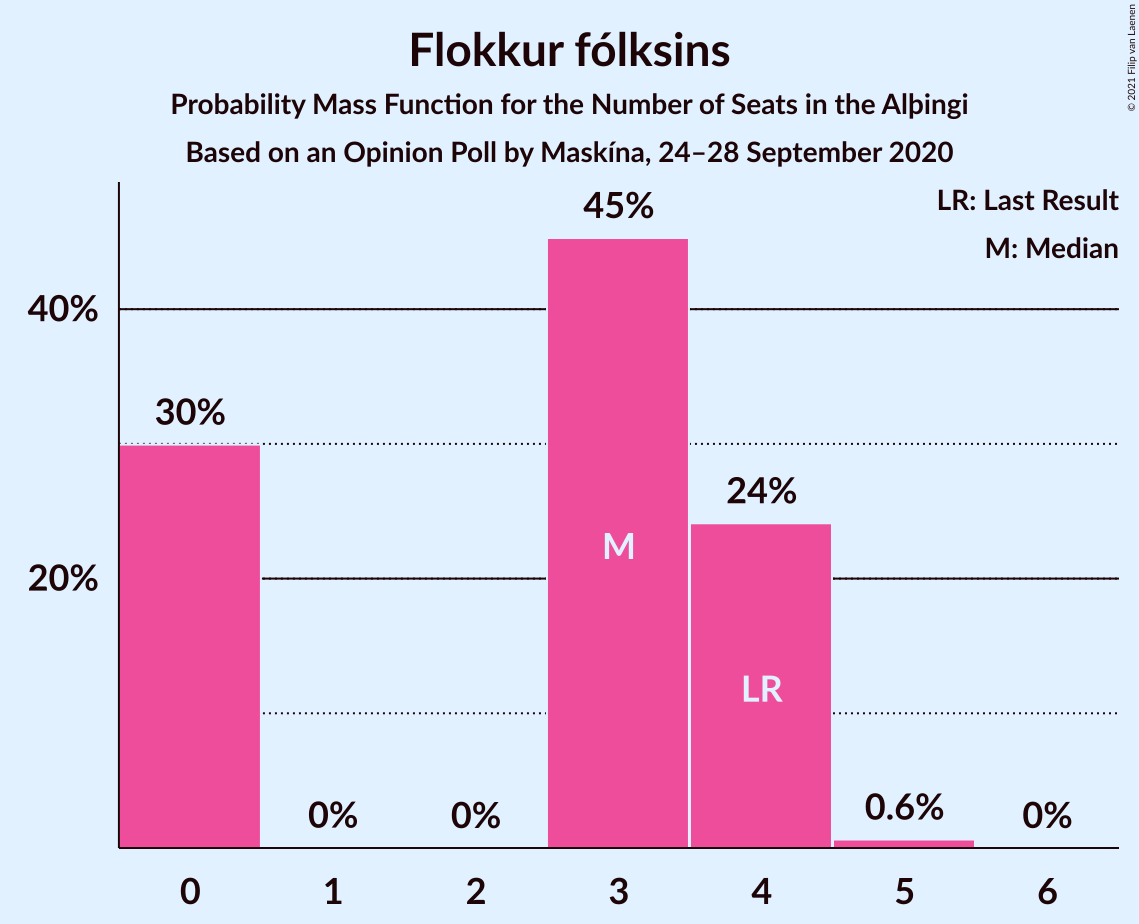 Flokkur fólksins
Probability Mass Function for the Number of Seats in the Alþingi
Based on an Opinion Poll by Maskína, 24–28 September 2020
© 2021 Filip van Laenen
LR: Last Result
M: Median
45%
40%
30%
24%
M
20%
LR
0%
0%
0.6%
0%
0
1
2
3
4
5
6